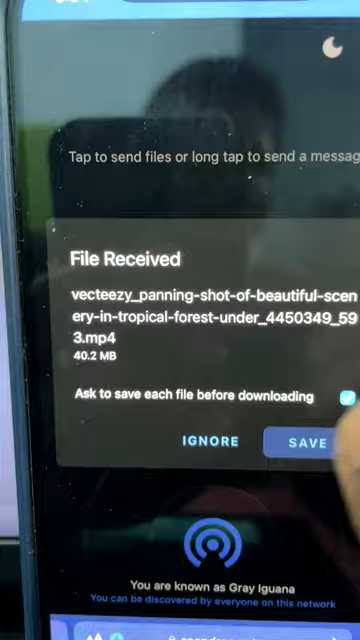 Tap to send files or long tap to send a messag
File Received
vecteezy_panning-shot-of-beautiful-scen
ery-in-tropical-forest-under_4450349_59
3.mp4
40.2 MB
Ask to save each file before downloading
IGNORE
SAVE
You are known as Gray Iguana
You can be discovered by everyone on this network
AA